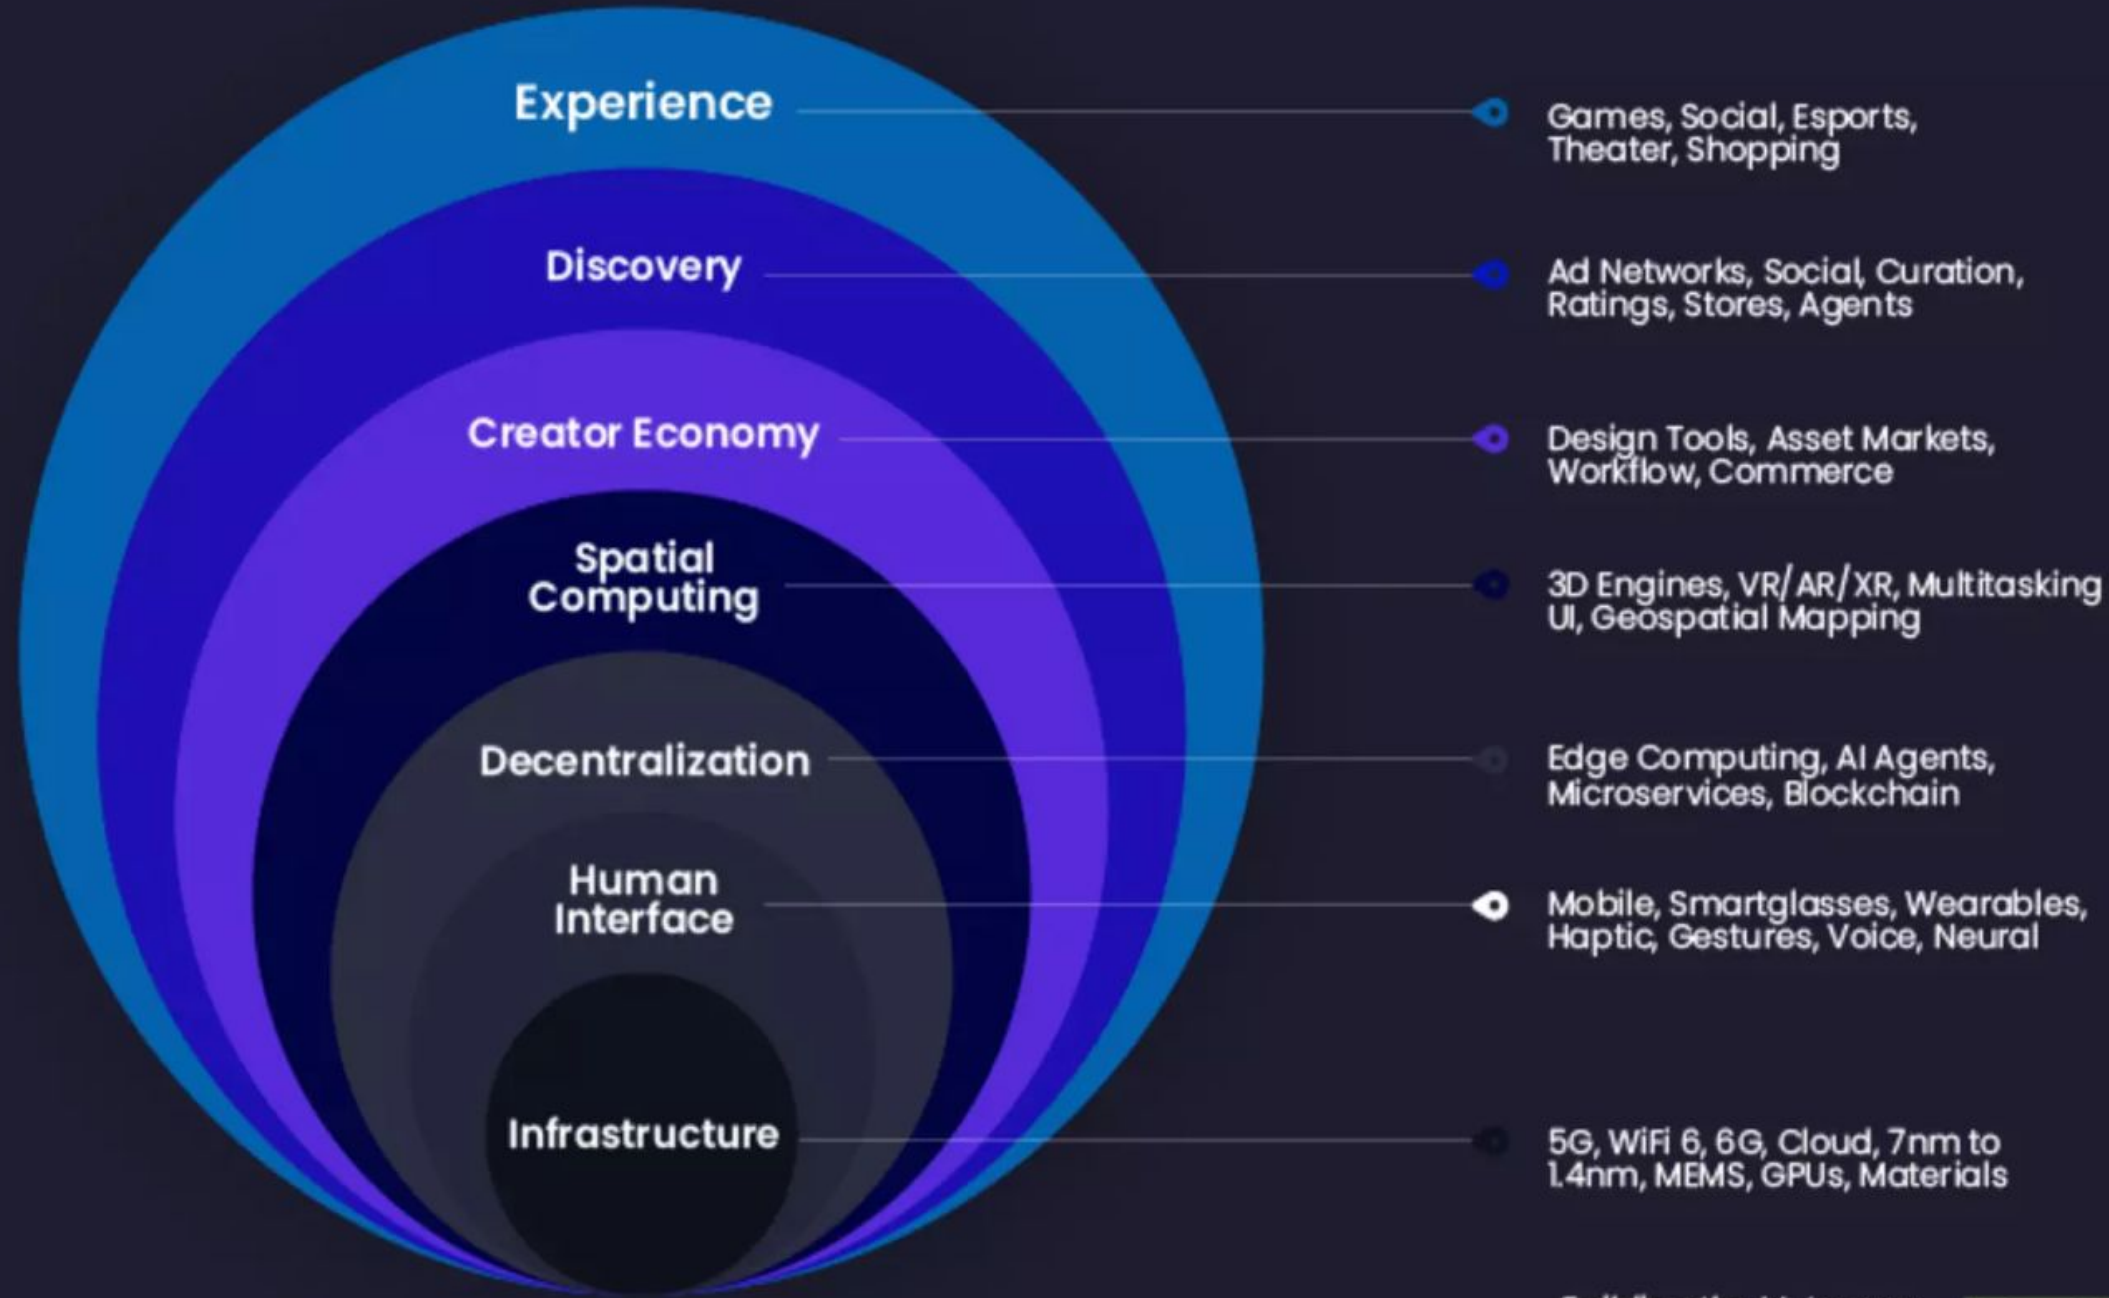 Experience
Games, Social, Esports,
Theater, Shopping
Discovery
Ad Networks, Social, Curation,
Ratings, Stores, Agents
Creator Economy
Design Tools, Asset Markets,
Workflow, Commerce
Spatial
Computing
3D Engines, VR/AR/XR, Multitasking
UI, Geospatial Mapping
Decentralization
Edge Computing, AI Agents,
Microservices, Blockchain
Human
Interface
Mobile, Smartglasses, Wearables,
Haptic, Gestures, Voice, Neural
Infrastructure
5G, WiFi 6, 6G, Cloud, 7nm to
1.4nm, MEMS, GPUs, Materials